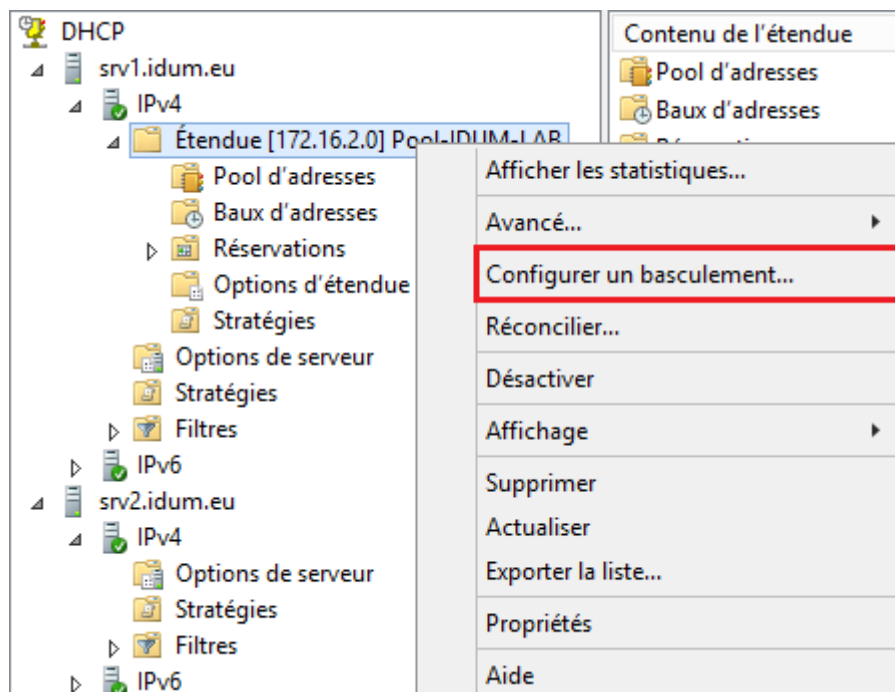 DHCP
srv1.idum.eu
IPv4
Étendue [172.16.2.0] Pool-IDUM-LAB
Pool d'adresses
Baux d'adresses
Réservations
Options d'étendue
Stratégies
Options de serveur
Stratégies
Filtres
IPv6
srv2.idum.eu
IPv4
Options de serveur
Stratégies
Filtres
IPv6
Contenu de l'étendue
Pool d'adresses
Baux d'adresses
Afficher les statistiques...
Avancé...
Configurer un basculement...
Réconcilier...
Désactiver
Affichage
Supprimer
Actualiser
Exporter la liste...
Propriétés
Aide